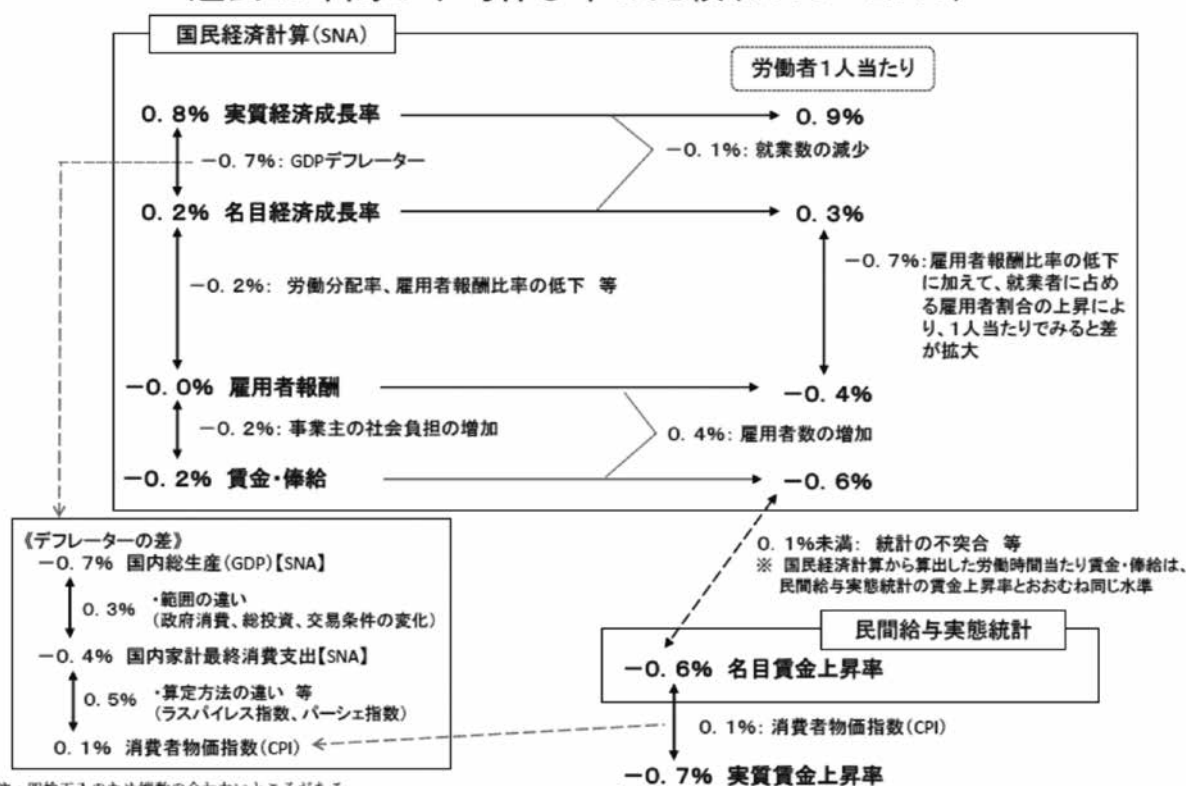 国民経済計算(SNA)
労働者1人当たり
0.8% 実質経済成長率
0.9%
-0.7%: GDPデフレーター
-0.1%: 就業数の減少
0.2% 名目経済成長率
0.3%
-0.2%: 労働分配率、雇用者報酬比率の低下 等
-0.7%:雇用者報酬比率の低下
に加えて、就業者に占め
る雇用者割合の上昇によ
り、1人当たりでみると差
が拡大
-0.0% 雇用者報酬
-0.4%
-0.2%: 事業主の社会負担の増加
0.4%: 雇用者数の増加
-0.2% 賃金・俸給
-0.6%
《デフレーターの差》
-0.7% 国内総生産(GDP)【SNA】
0.3% ・範囲の違い
(政府消費、総投資、交易条件の変化)
-0.4% 国内家計最終消費支出【SNA】
0.5% ・算定方法の違い 等
(ラスパイレス指数、パーシェ指数)
0.1% 消費者物価指数(CPI)
0.1%未満: 統計の不突合 等
※ 国民経済計算から算出した労働時間当たり賃金・俸給は、
民間給与実態統計の賃金上昇率とおおむね同じ水準
民間給与実態統計
-0.6% 名目賃金上昇率
0.1%: 消費者物価指数(CPI)
-0.7% 実質賃金上昇率